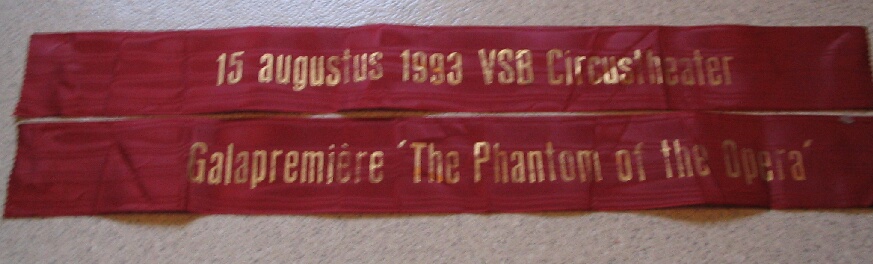 15 augustus 1993 VSB Circustheater
Galapremière 'The Phantom of the Opera'